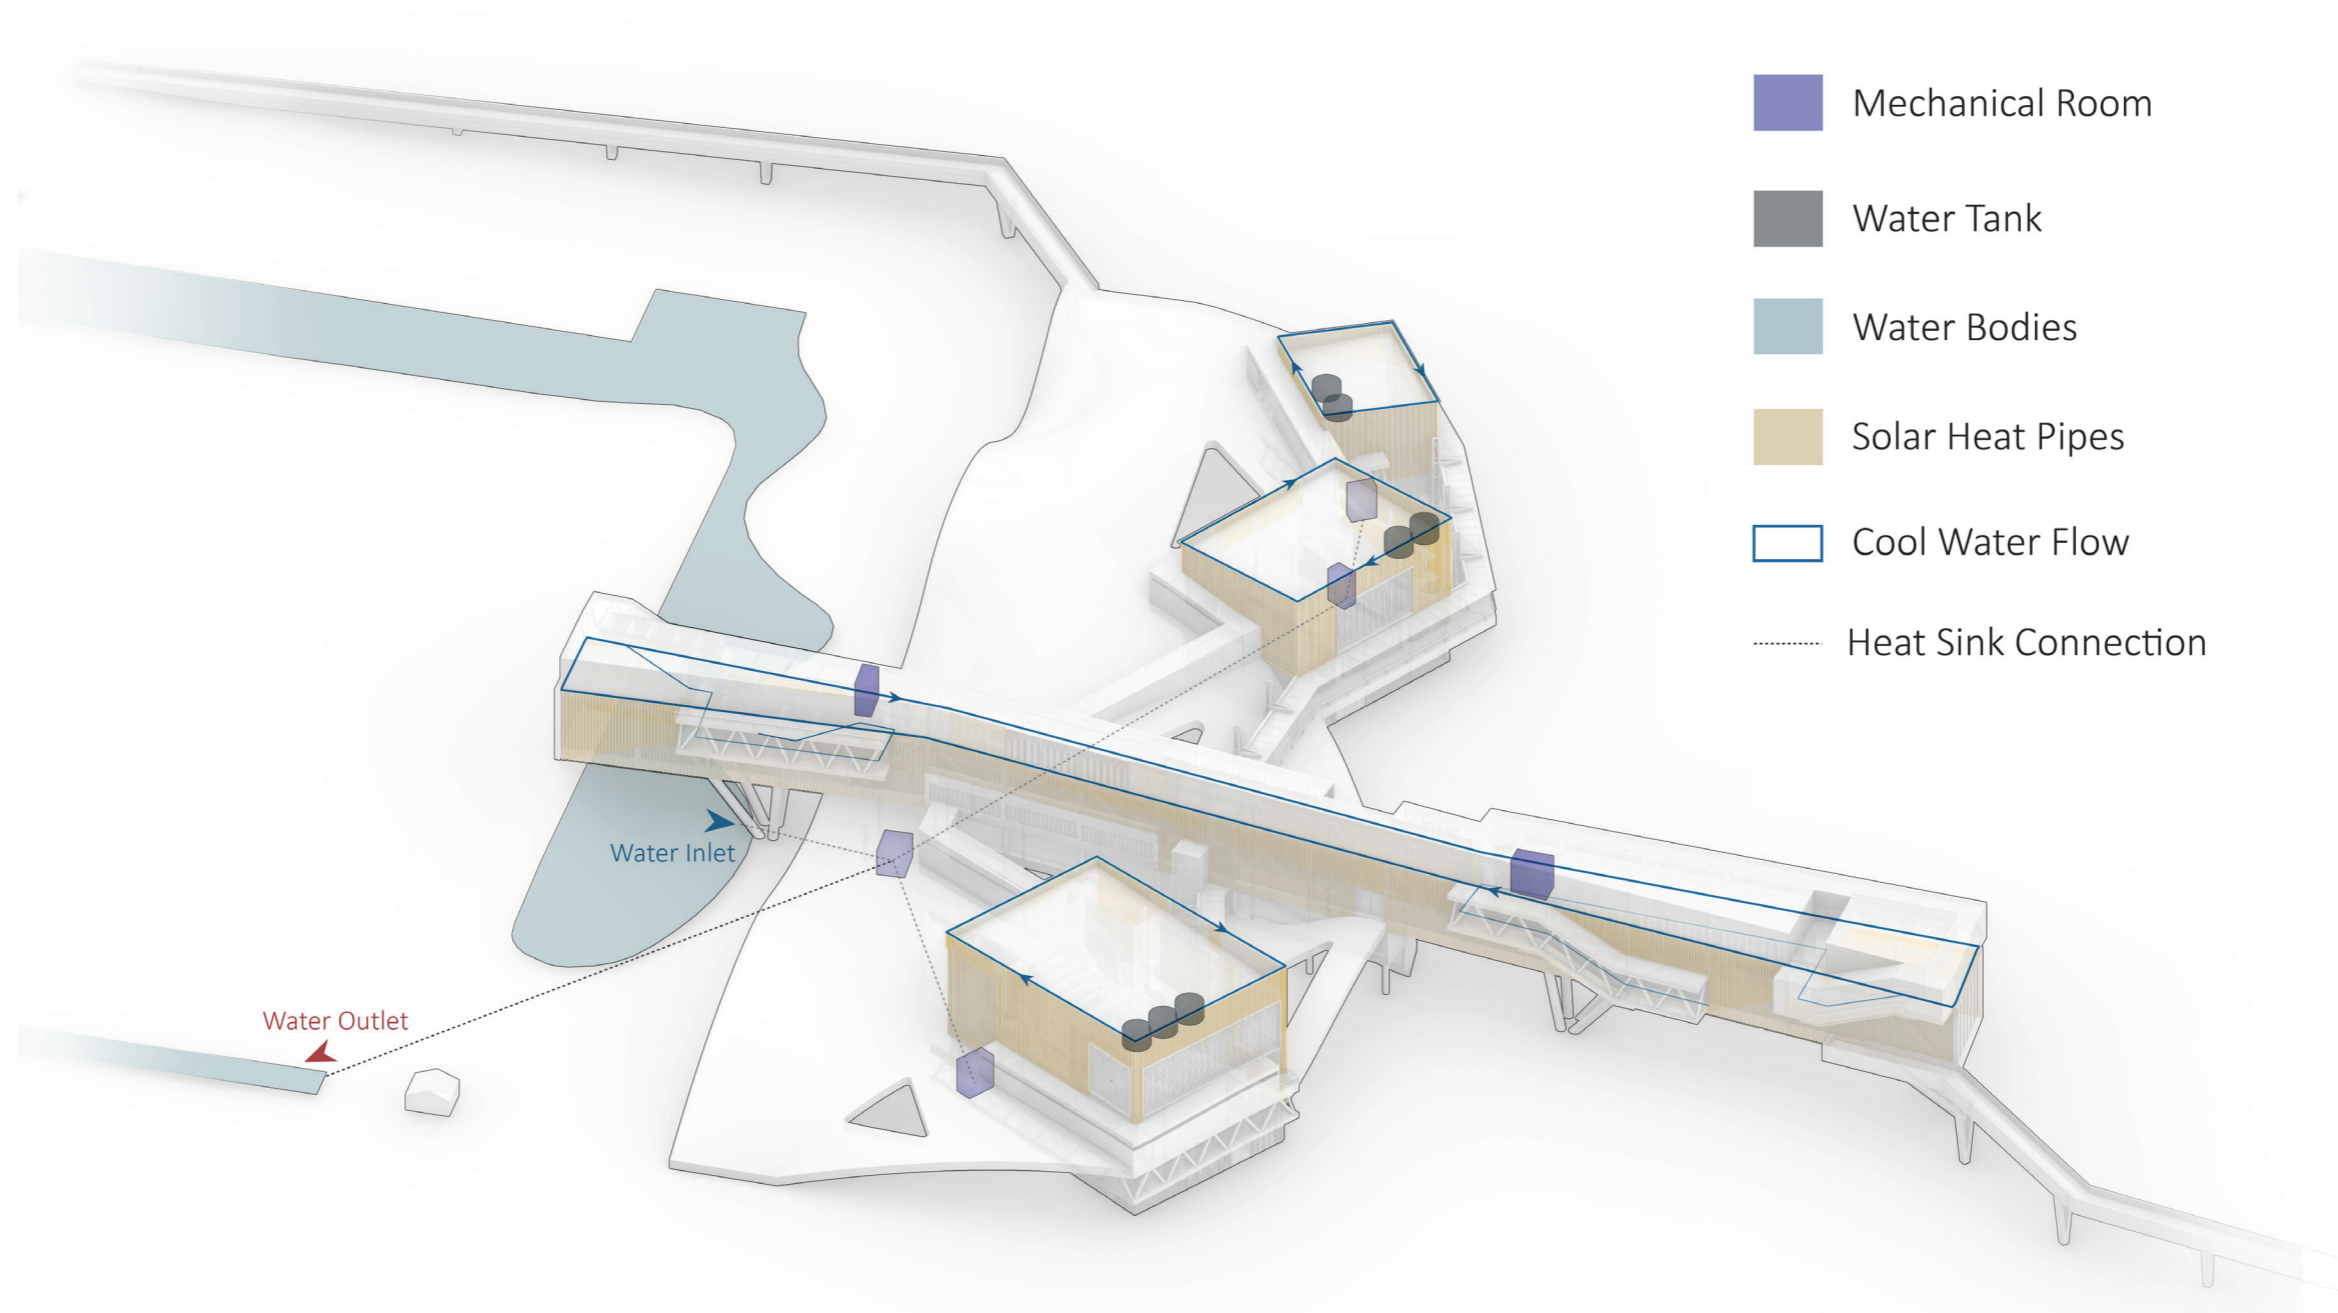 Mechanical Room
Water Tank
Water Bodies
Solar Heat Pipes
Cool Water Flow
Heat Sink Connection
Water Inlet
Water Outlet